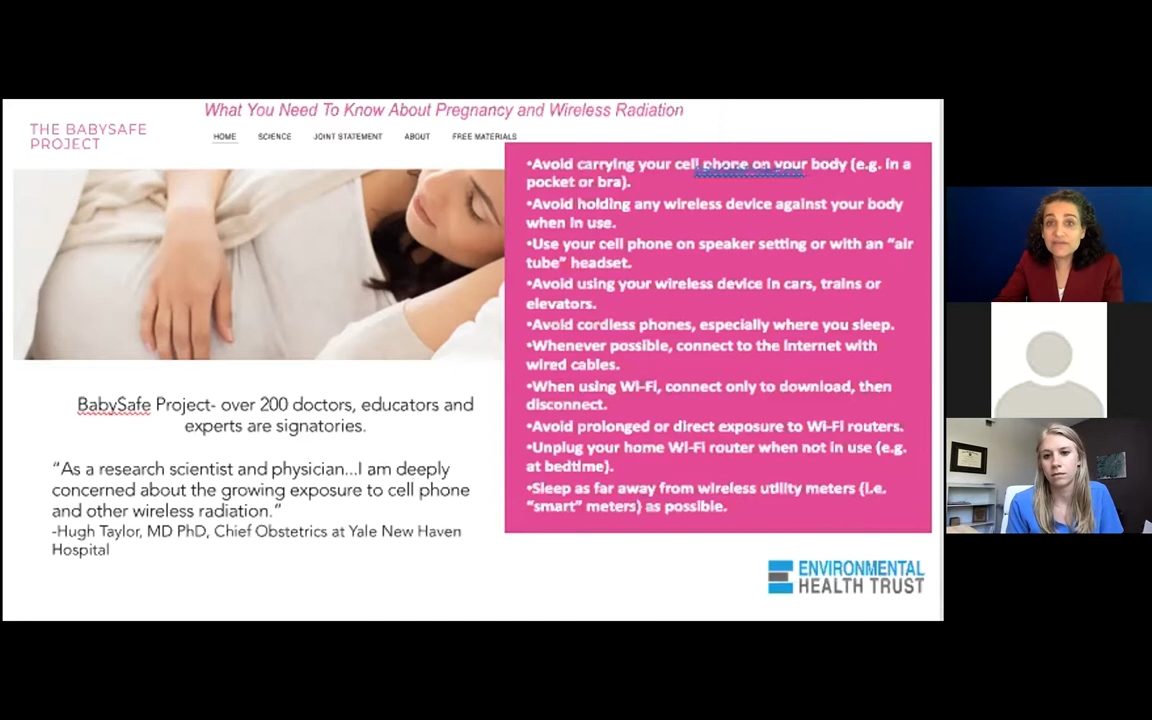 What You Need To Know About Pregnancy and Wireless Radiation
THE BABYSAFE
PROJECT
HOME SCIENCE JOINT STATEMENT ABOUT FREE MATERIALS
•Avoid carrying your cell phone on your body (e.g. in a
pocket or bra).
•Avoid holding any wireless device against your body
when in use.
•Use your cell phone on speaker setting or with an “air
tube” headset.
•Avoid using your wireless device in cars, trains or
elevators.
•Avoid cordless phones, especially where you sleep.
•Whenever possible, connect to the internet with
wired cables.
•When using Wi-Fi, connect only to download, then
disconnect.
•Avoid prolonged or direct exposure to Wi-Fi routers.
•Unplug your home Wi-Fi router when not in use (e.g.
at bedtime).
•Sleep as far away from wireless utility meters (i.e.
“smart” meters) as possible.
BabySafe Project- over 200 doctors, educators and
experts are signatories.
“As a research scientist and physician...I am deeply
concerned about the growing exposure to cell phone
and other wireless radiation.”
-Hugh Taylor, MD PhD, Chief Obstetrics at Yale New Haven
Hospital
ENVIRONMENTAL
HEALTH TRUST